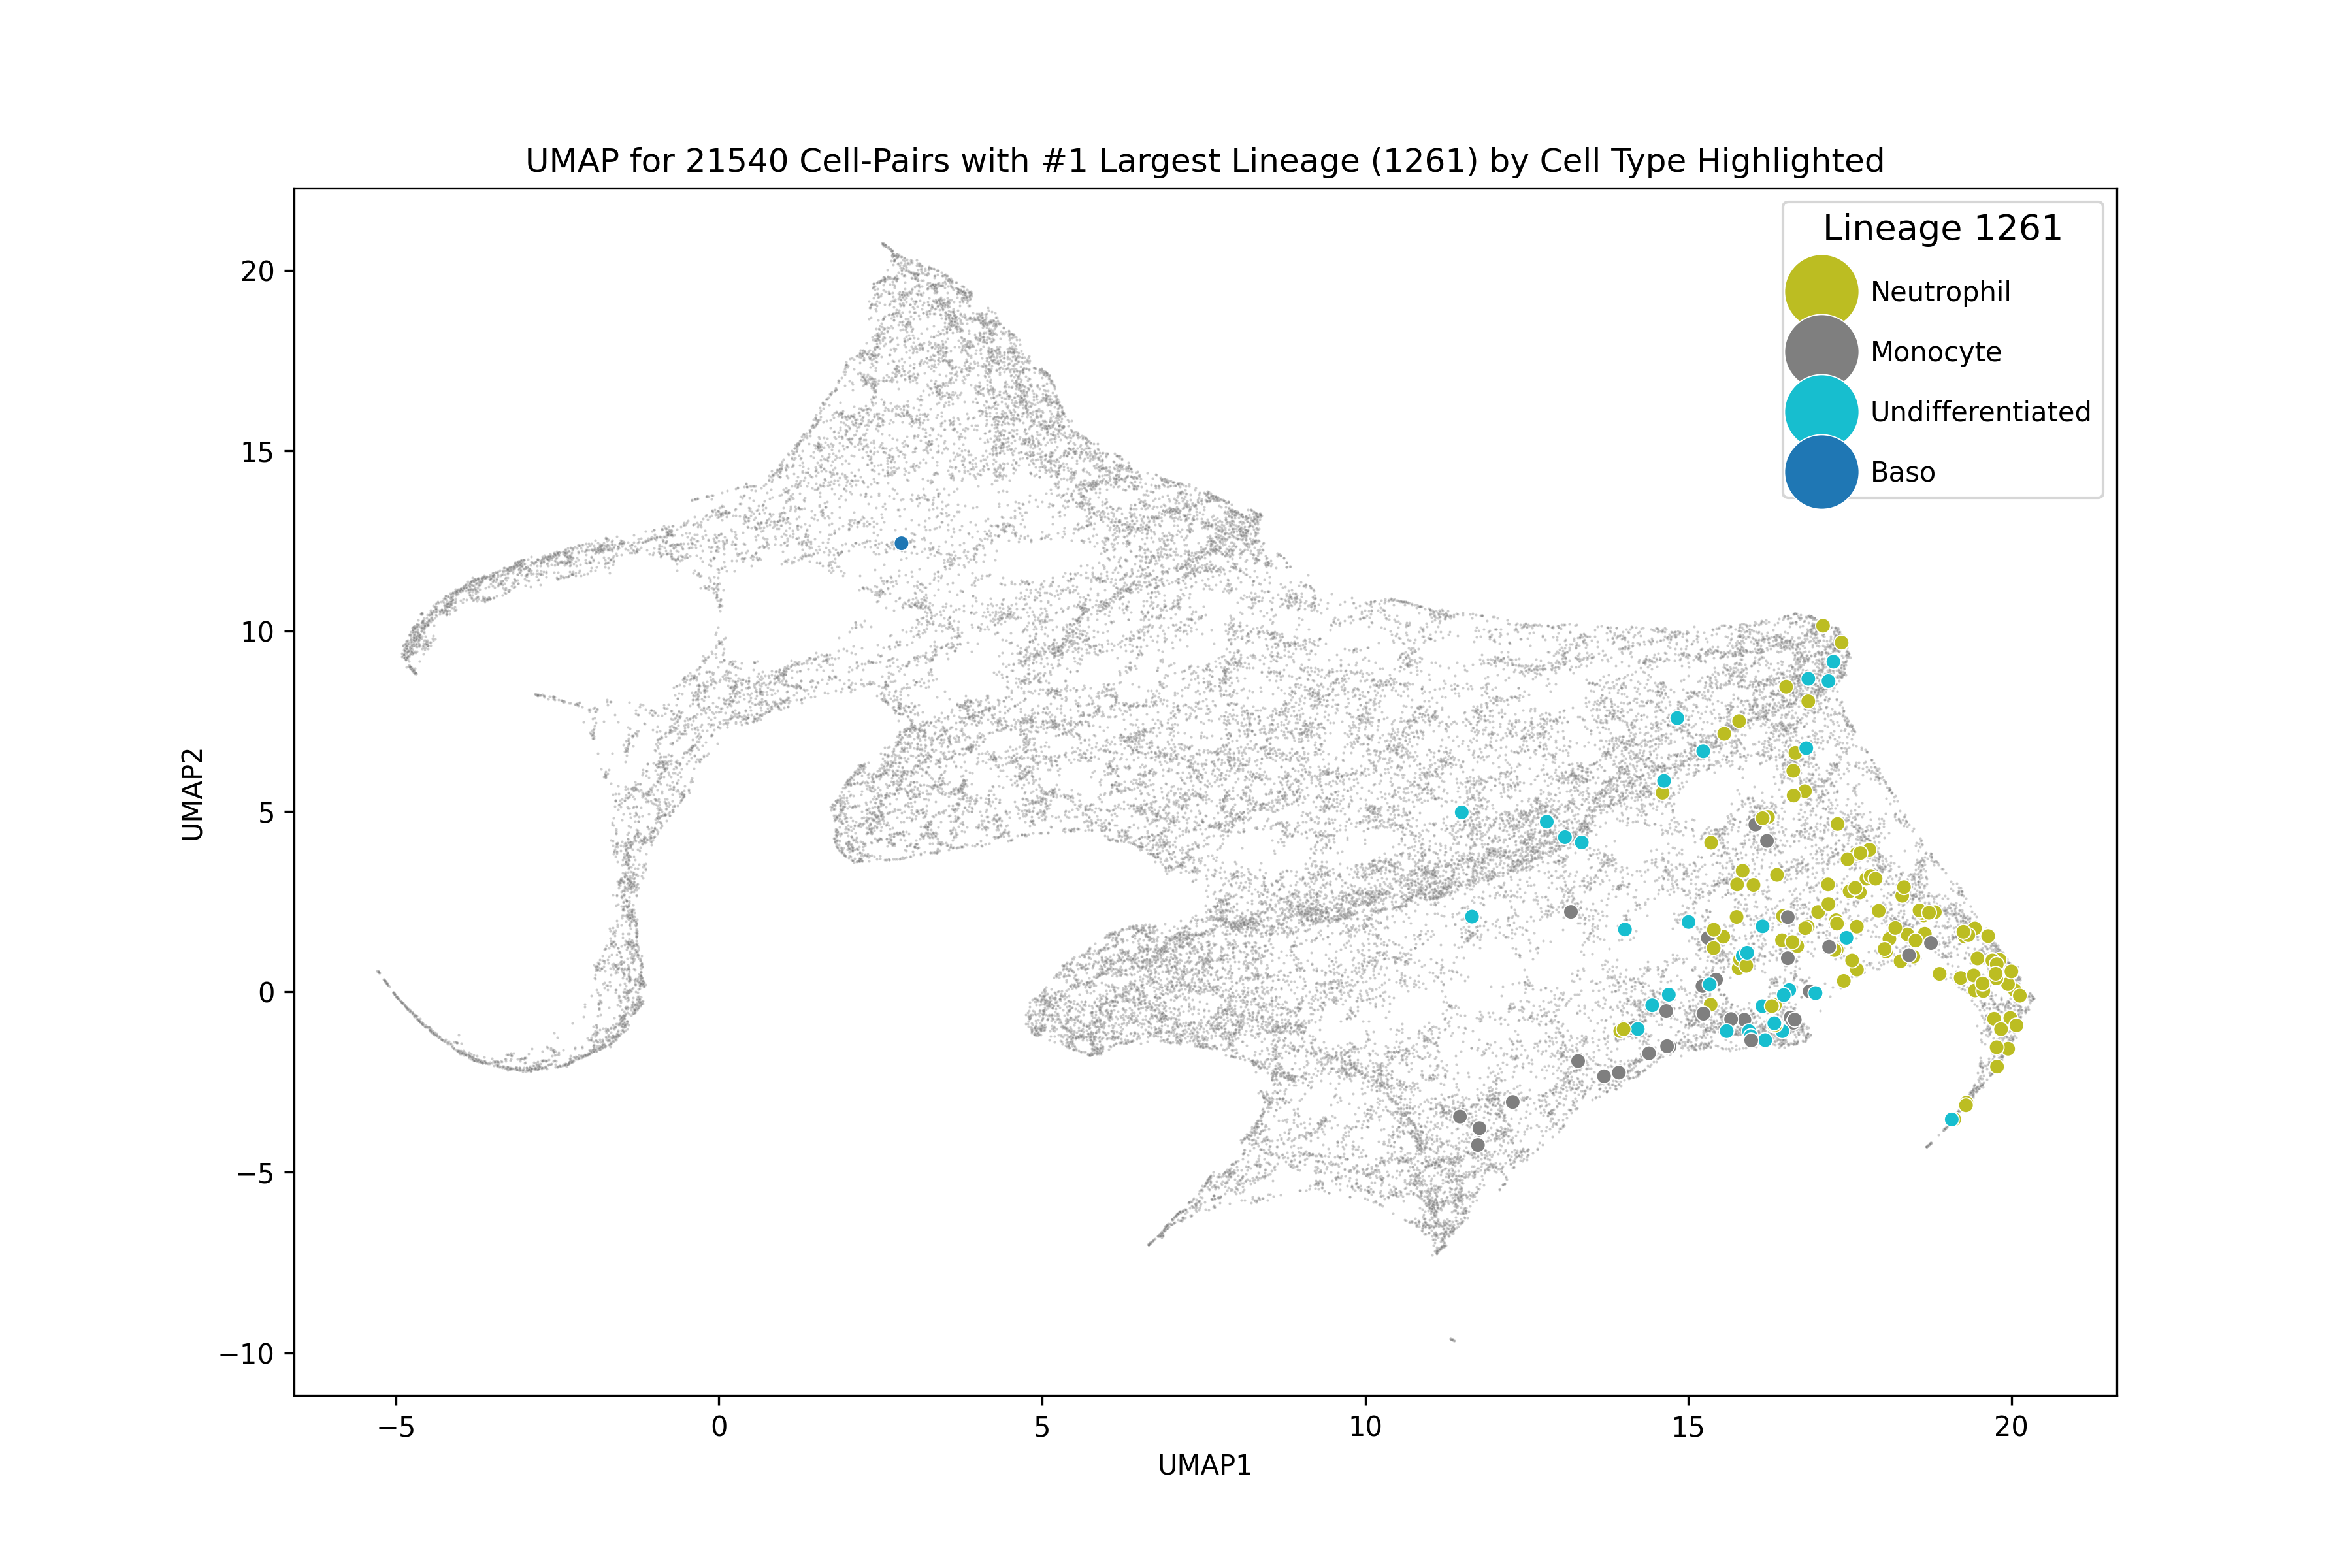 UMAP for 21540 Cell-Pairs with #1 Largest Lineage (1261) by Cell Type Highlighted
Lineage 1261
Neutrophil
Monocyte
Undifferentiated
Baso
20
15
10
5
0
−5
−10
UMAP2
−5
0
5
10
15
20
UMAP1